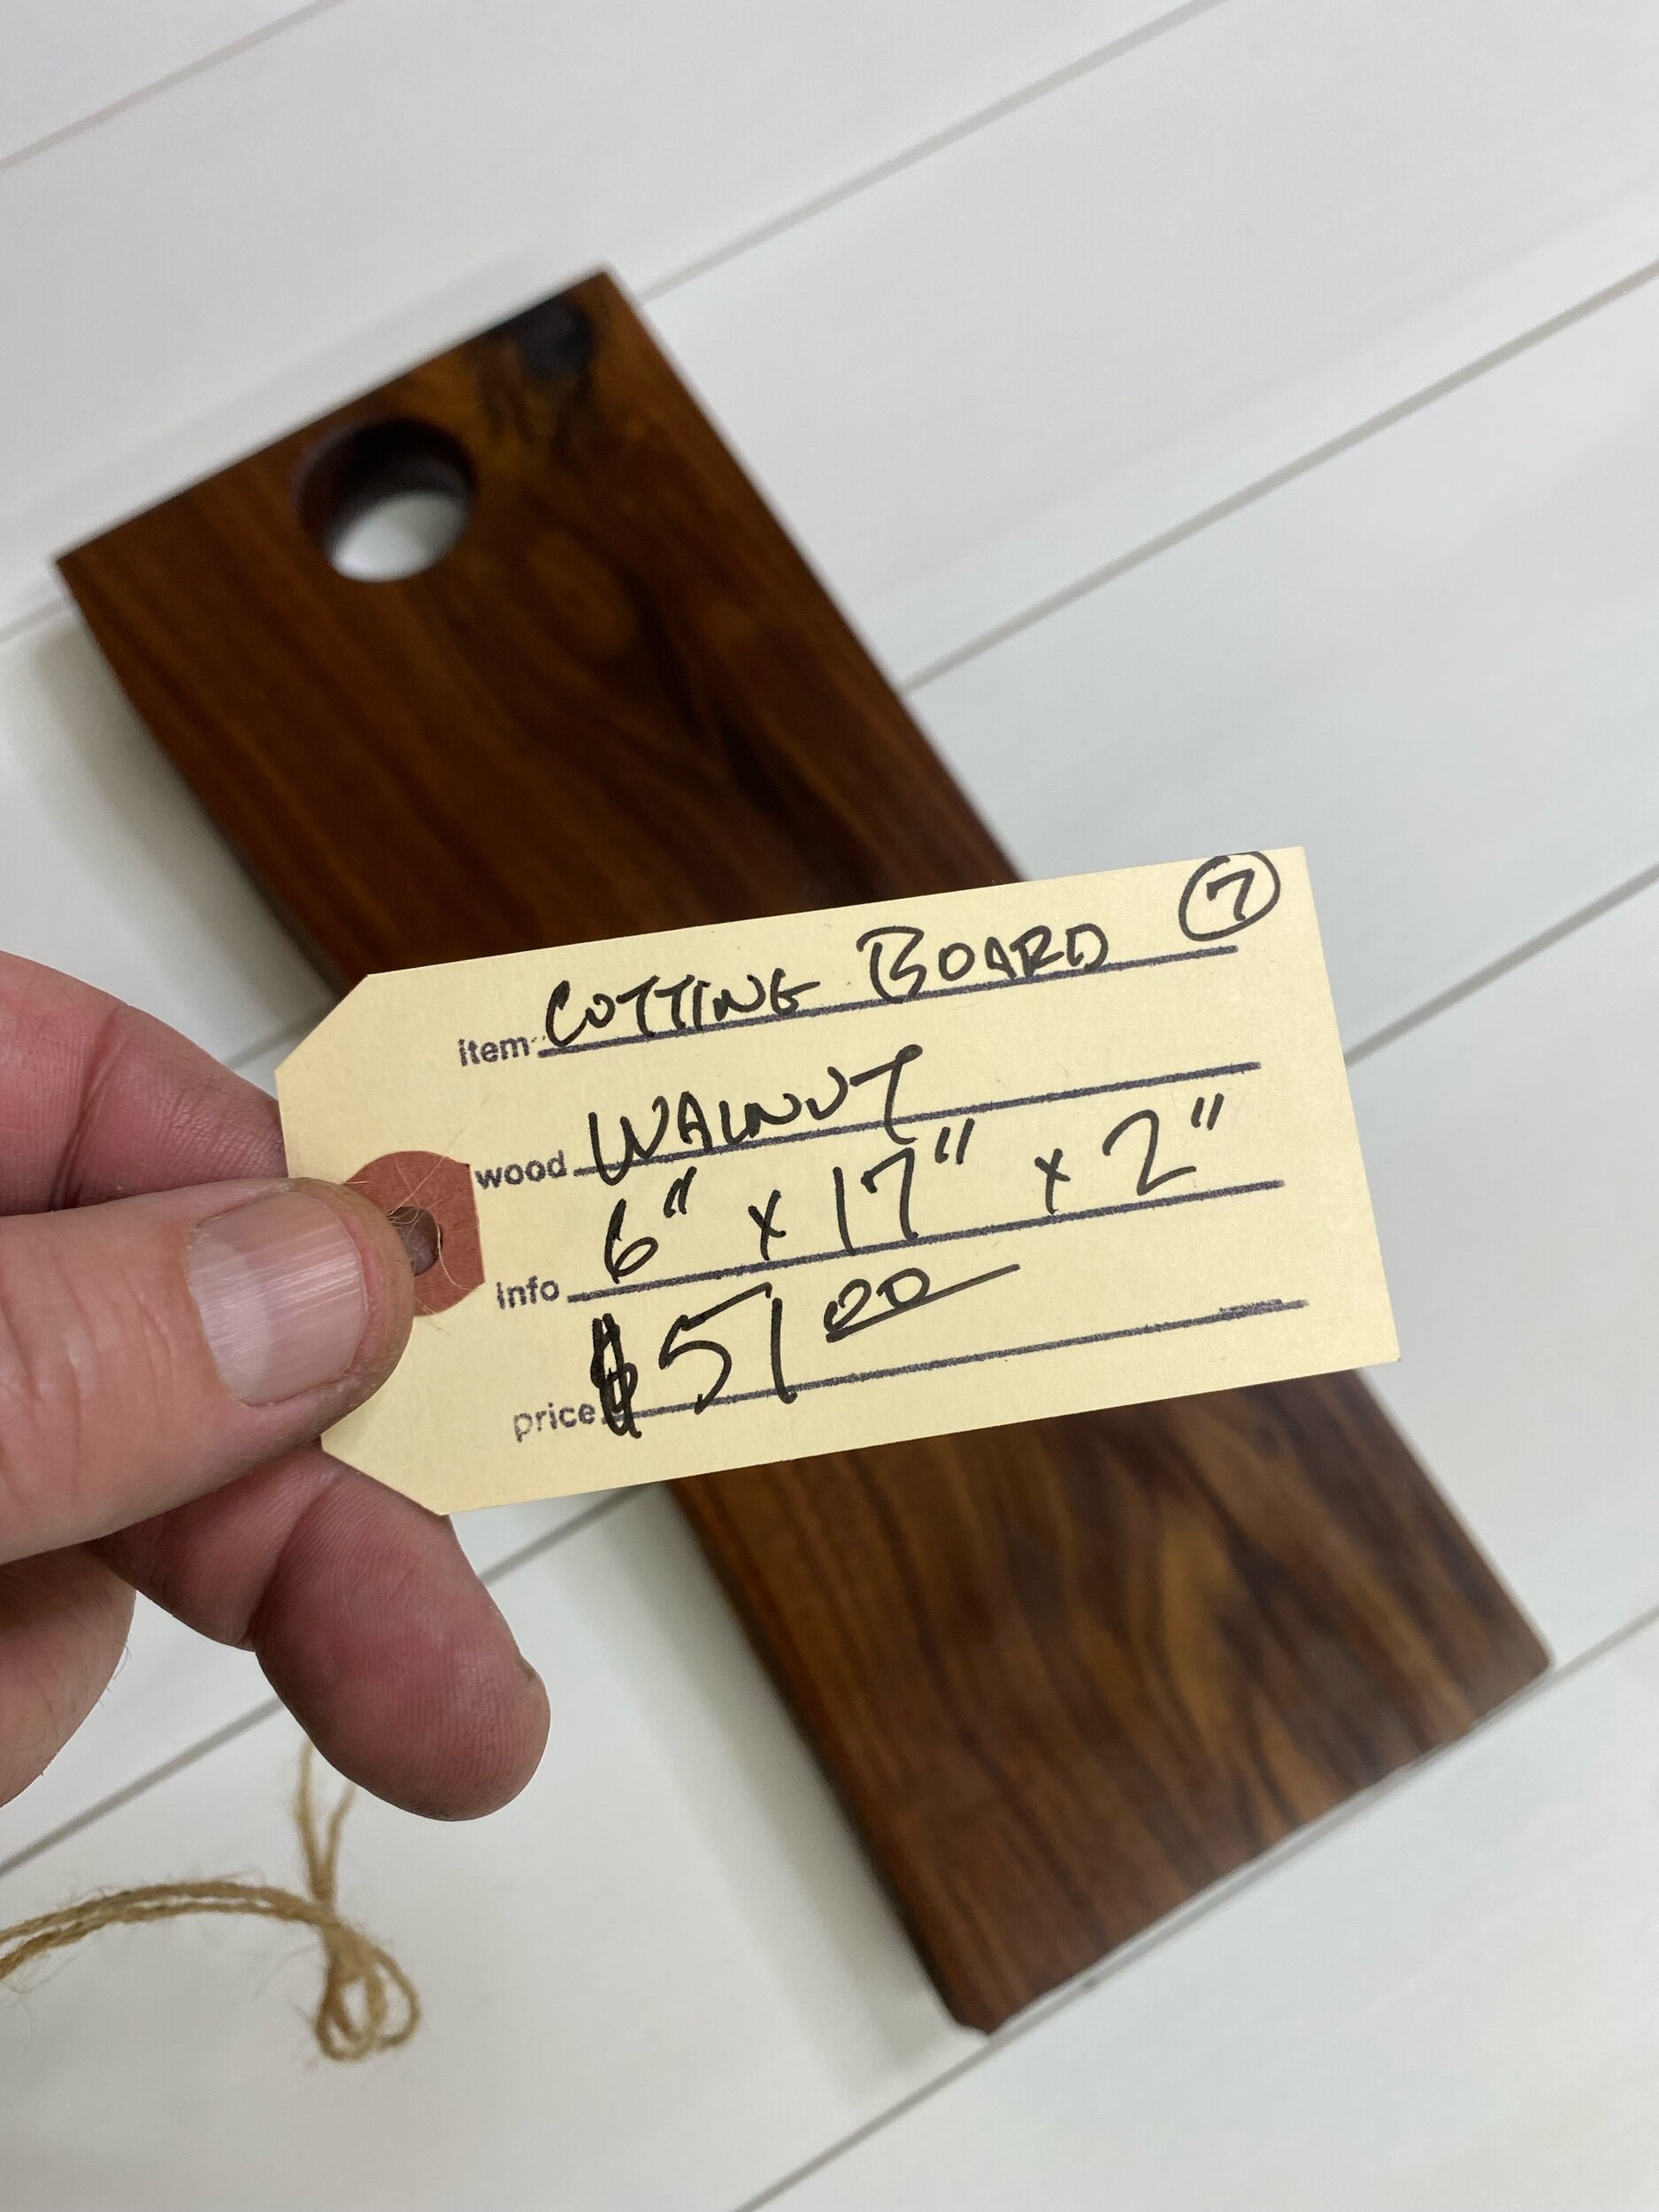 item CUTTING BOARD 7
wood WALNUT
info 6" x 17" x 2"
price $51 00